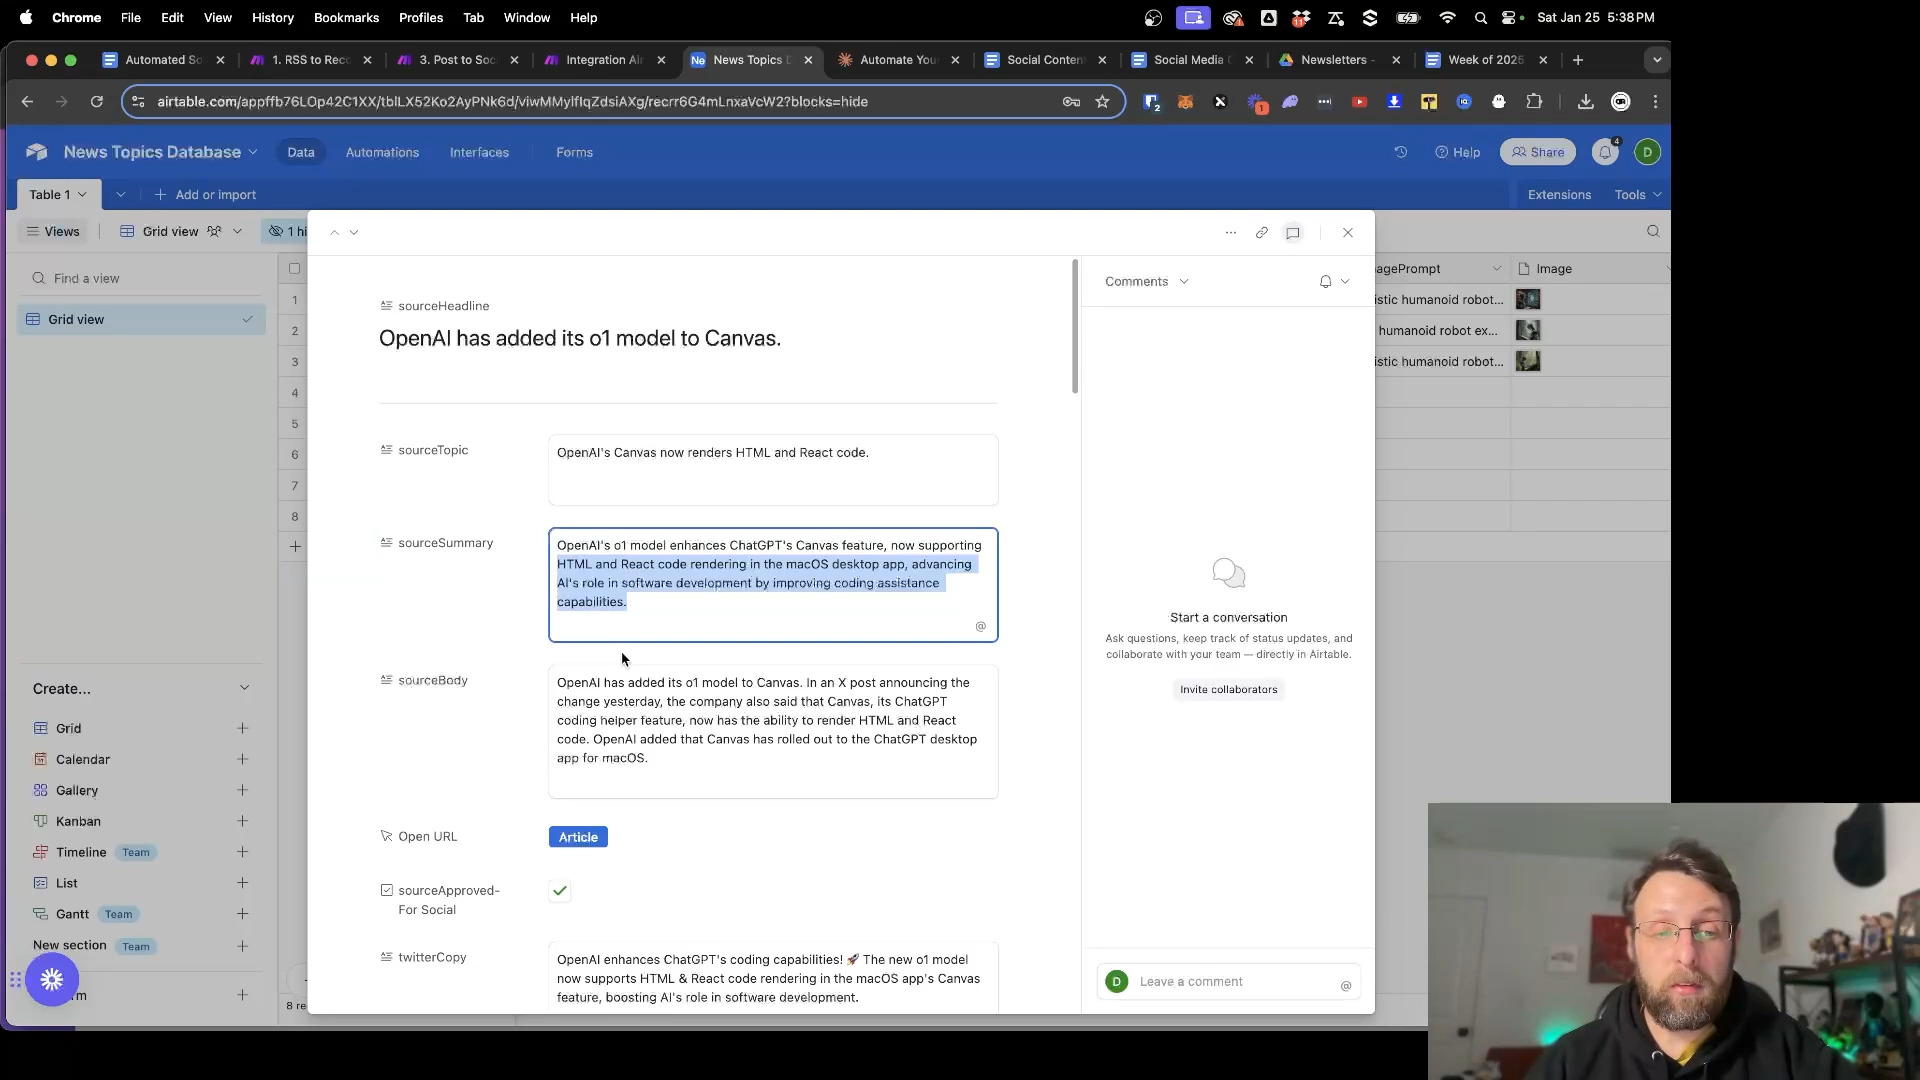 Chrome File Edit View History Bookmarks Profiles Tab Window Help
11
Sat Jan 25 5:38 PM
Automated So
1. RSS to Reco
3. Post to Soc
Integration Ai
Ne News Topics D
Automate You
Social Conten
Social Media C
Newsletters -
Week of 2025
airtable.com/appffb76LOp42C1XX/tblLX52Ko2AyPNk6d/viwMMylflqZdsiAXg/recrr6G4mLnxaVcW2?blocks=hide
2
1
News Topics Database
Data
Automations
Interfaces
Forms
Help
Share
4
D
Table 1
Add or import
Extensions
Tools
Views
Grid view
1 hi
Find a view
Grid view
1
2
3
4
5
6
7
8
agePrompt
Image
istic humanoid robot...
humanoid robot ex...
istic humanoid robot...
sourceHeadline
OpenAI has added its o1 model to Canvas.
sourceTopic
OpenAI's Canvas now renders HTML and React code.
sourceSummary
OpenAI's o1 model enhances ChatGPT's Canvas feature, now supporting
HTML and React code rendering in the macOS desktop app, advancing
AI's role in software development by improving coding assistance
capabilities.
@
sourceBody
OpenAI has added its o1 model to Canvas. In an X post announcing the
change yesterday, the company also said that Canvas, its ChatGPT
coding helper feature, now has the ability to render HTML and React
code. OpenAI added that Canvas has rolled out to the ChatGPT desktop
app for macOS.
Open URL
Article
sourceApproved-
For Social
twitterCopy
OpenAI enhances ChatGPT's coding capabilities! 🚀 The new o1 model
now supports HTML & React code rendering in the macOS app's Canvas
feature, boosting AI's role in software development.
Comments
Start a conversation
Ask questions, keep track of status updates, and
collaborate with your team — directly in Airtable.
Invite collaborators
D
Leave a comment
@
Create...
Grid
Calendar
Gallery
Kanban
Timeline Team
List
Gantt Team
New section Team
rm
8 re